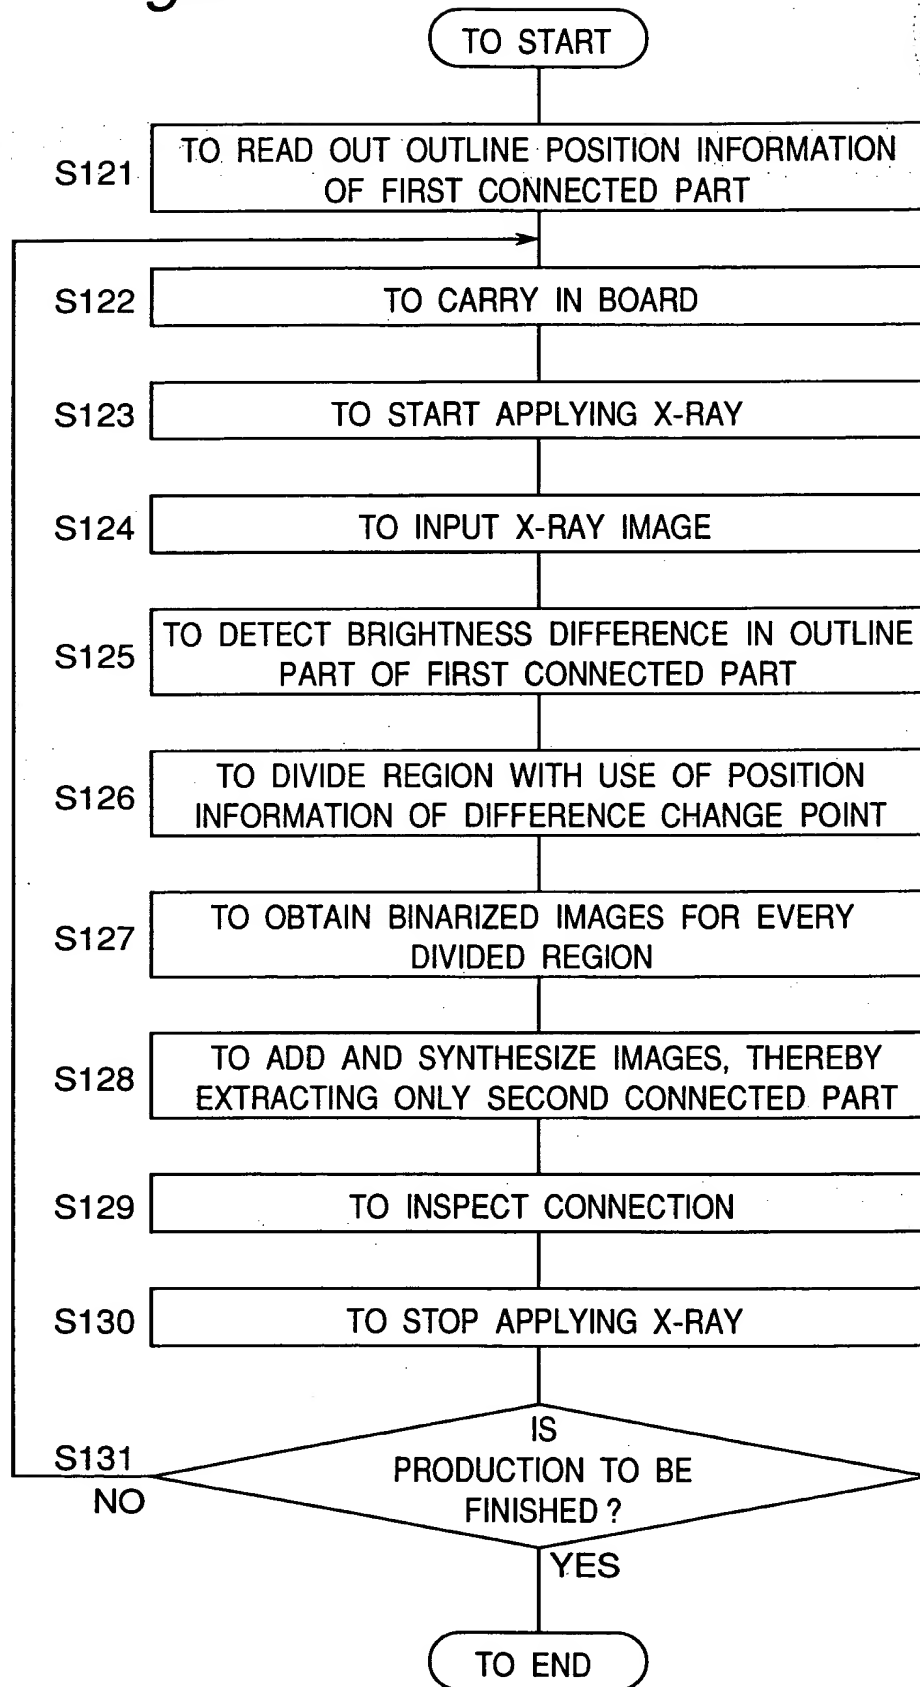 TO START
S121
TO READ OUT OUTLINE POSITION INFORMATION
OF FIRST CONNECTED PART
S122
TO CARRY IN BOARD
S123
TO START APPLYING X-RAY
S124
TO INPUT X-RAY IMAGE
S125
TO DETECT BRIGHTNESS DIFFERENCE IN OUTLINE
PART OF FIRST CONNECTED PART
S126
TO DIVIDE REGION WITH USE OF POSITION
INFORMATION OF DIFFERENCE CHANGE POINT
S127
TO OBTAIN BINARIZED IMAGES FOR EVERY
DIVIDED REGION
S128
TO ADD AND SYNTHESIZE IMAGES, THEREBY
EXTRACTING ONLY SECOND CONNECTED PART
S129
TO INSPECT CONNECTION
S130
TO STOP APPLYING X-RAY
S131
IS
PRODUCTION TO BE
FINISHED ?
NO
YES
TO END